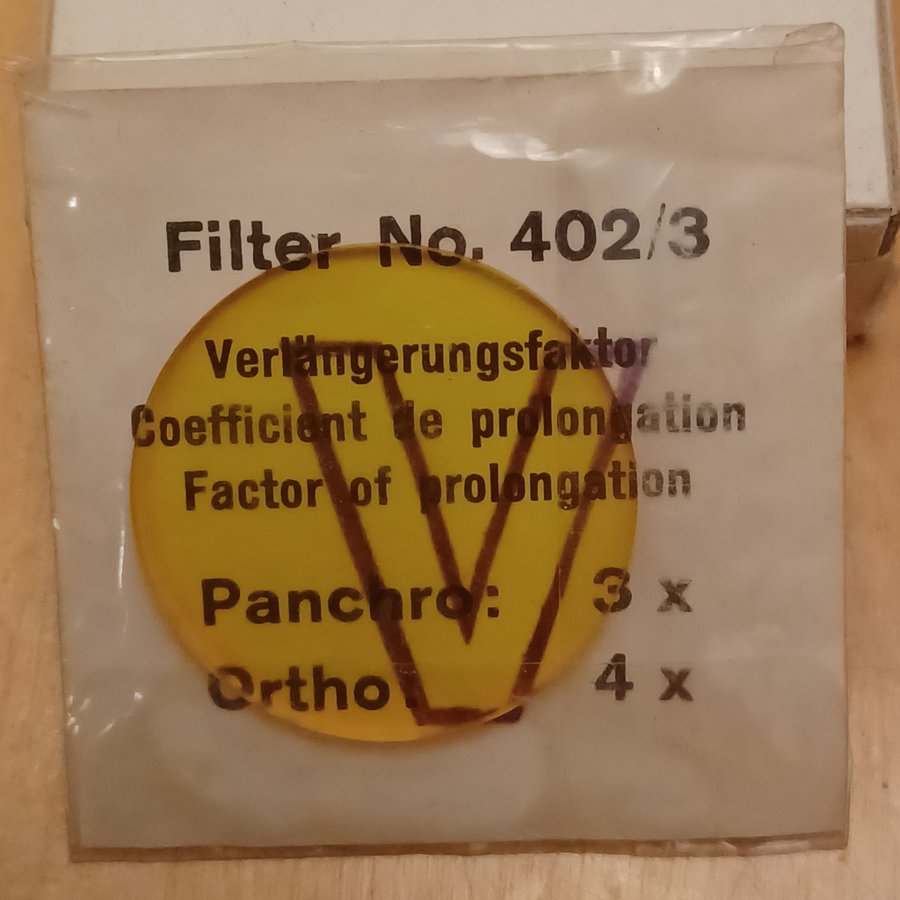 Filter No. 402/3
Verlängerungsfaktor
Coefficient de prolongation
Factor of prolongation
Panchro: 3 x
Ortho: 4 x
V